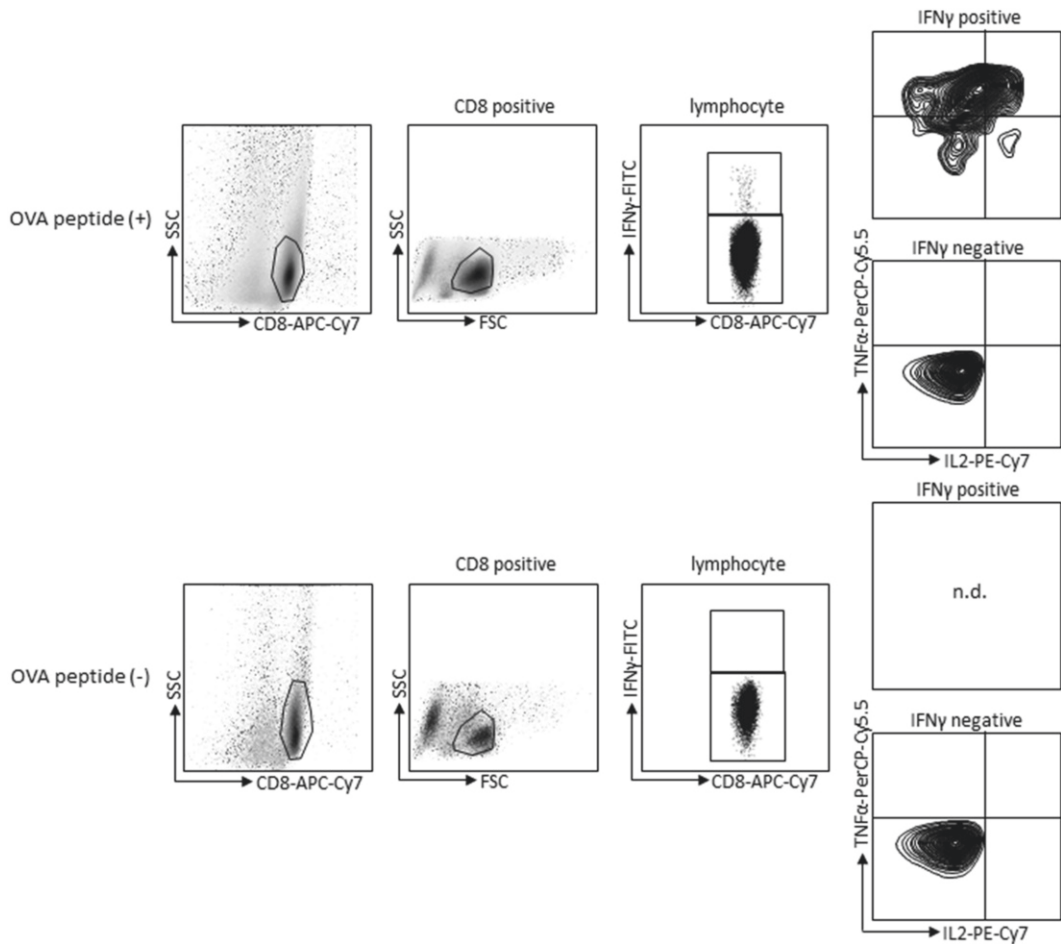 IFNγ positive
CD8 positive
lymphocyte
OVA peptide (+)
SSC
CD8-APC-Cy7
SSC
FSC
IFNγ-FITC
CD8-APC-Cy7
IFNγ negative
TNFα-PerCP-Cy5.5
IL2-PE-Cy7
IFNγ positive
n.d.
CD8 positive
lymphocyte
OVA peptide (-)
SSC
CD8-APC-Cy7
SSC
FSC
IFNγ-FITC
CD8-APC-Cy7
IFNγ negative
TNFα-PerCP-Cy5.5
IL2-PE-Cy7